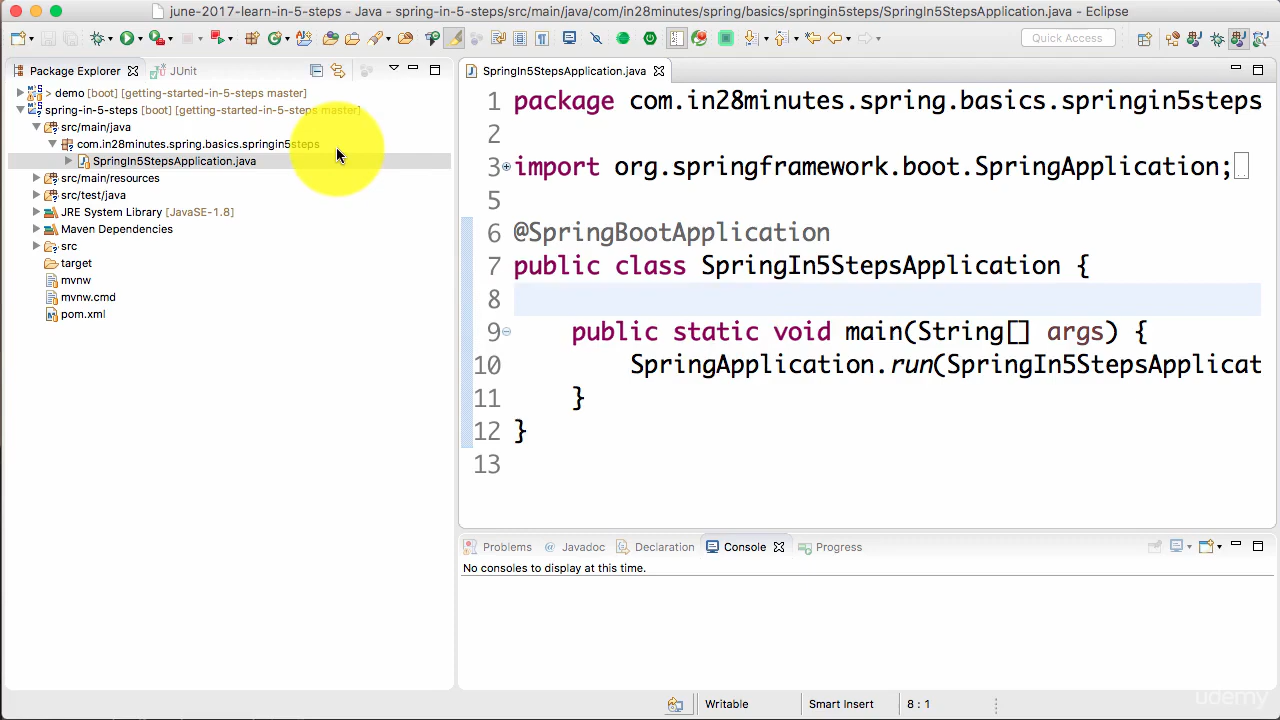 june-2017-learn-in-5-steps - Java - spring-in-5-steps/src/main/java/com/in28minutes/spring/basics/springin5steps/SpringIn5StepsApplication.java - Eclipse
Quick Access
Package Explorer
JUnit
> demo [boot] [getting-started-in-5-steps master]
spring-in-5-steps [boot] [getting-started-in-5-steps master]
src/main/java
com.in28minutes.spring.basics.springin5steps
SpringIn5StepsApplication.java
src/main/resources
src/test/java
JRE System Library [JavaSE-1.8]
Maven Dependencies
src
target
mvnw
mvnw.cmd
pom.xml
SpringIn5StepsApplication.java
1 package com.in28minutes.spring.basics.springin5steps
2
3 import org.springframework.boot.SpringApplication;
4
5
6 @SpringBootApplication
7 public class SpringIn5StepsApplication {
8
9 public static void main(String[] args) {
10 SpringApplication.run(SpringIn5StepsApplicat
11 }
12 }
13
Problems @ Javadoc Declaration Console Progress
No consoles to display at this time.
Writable Smart Insert 8 : 1
udemy